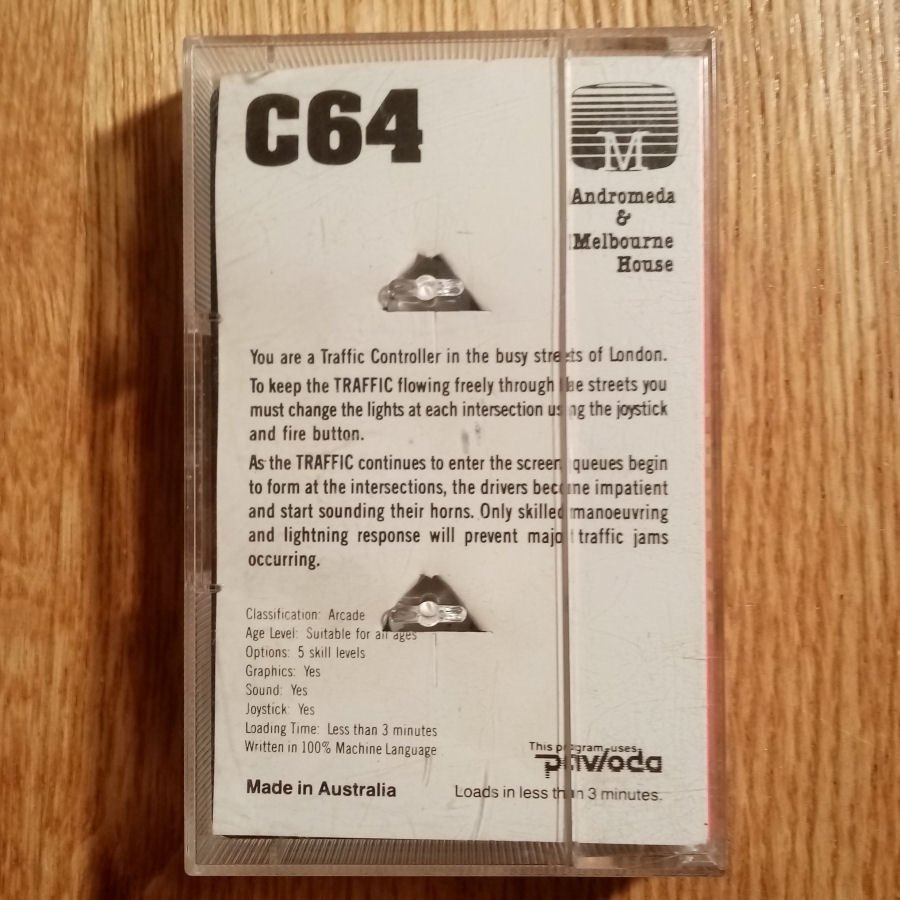 C64
M
Andromeda
&
Melbourne
House
You are a Traffic Controller in the busy streets of London.
To keep the TRAFFIC flowing freely through the streets you
must change the lights at each intersection using the joystick
and fire button.
As the TRAFFIC continues to enter the screen queues begin
to form at the intersections, the drivers become impatient
and start sounding their horns. Only skilled manoeuvring
and lightning response will prevent major traffic jams
occurring.
Classification: Arcade
Age Level: Suitable for all ages
Options: 5 skill levels
Graphics: Yes
Sound: Yes
Joystick: Yes
Loading Time: Less than 3 minutes
Written in 100% Machine Language
Made in Australia
This program uses
pavloda
Loads in less than 3 minutes.